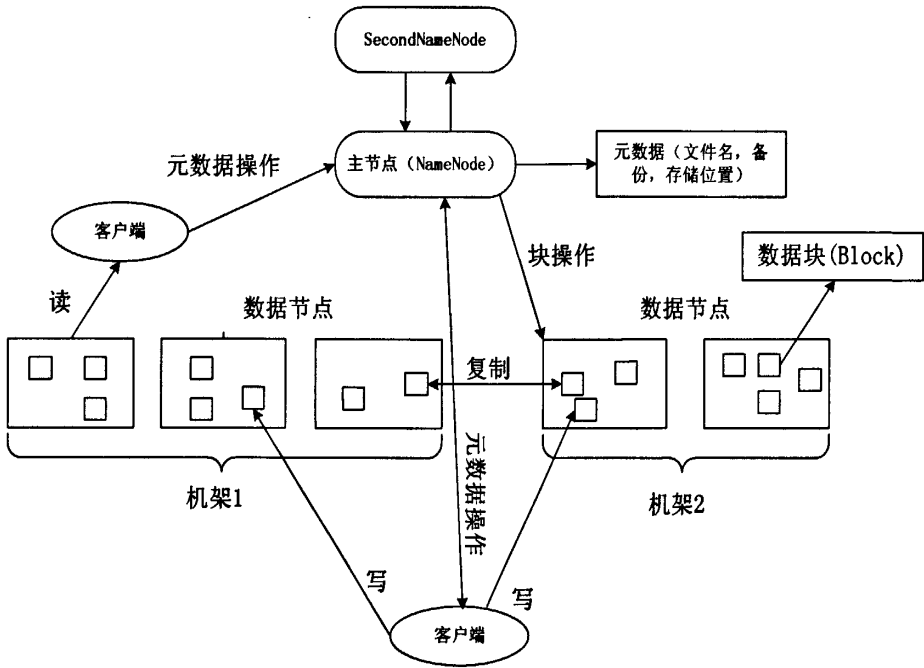 SecondNameNode
主节点（NameNode）
元数据（文件名，备
份，存储位置）
元数据操作
客户端
块操作
数据块(Block)
读
数据节点
数据节点
复制
元数据操作
机架1
机架2
写
写
客户端